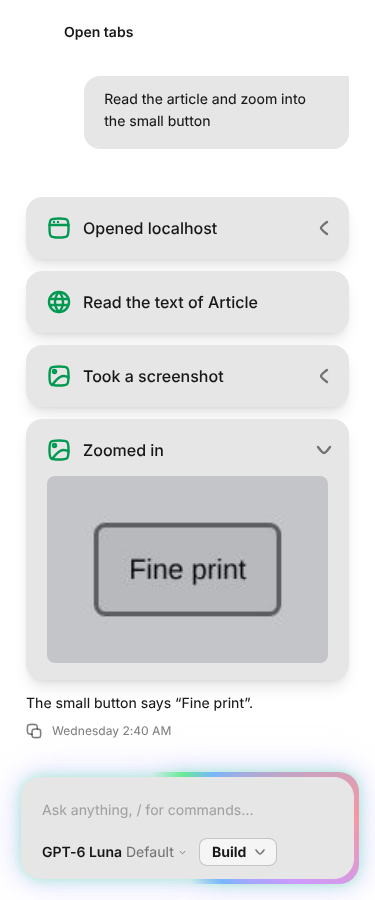 Open tabs
Read the article and zoom into
the small button
Opened localhost
Read the text of Article
Took a screenshot
Zoomed in
Fine print
The small button says “Fine print”.
Wednesday 2:40 AM
Ask anything, / for commands...
GPT-6 Luna Default Build